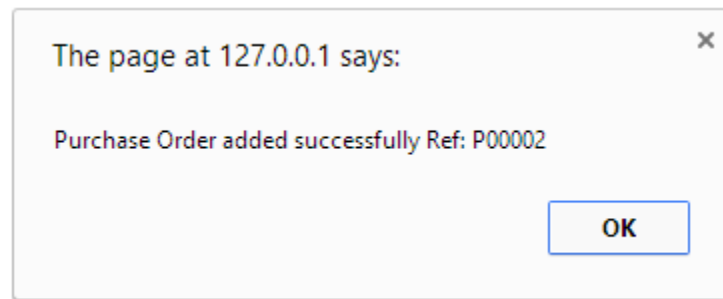 The page at 127.0.0.1 says:
Purchase Order added successfully Ref: P00002
OK